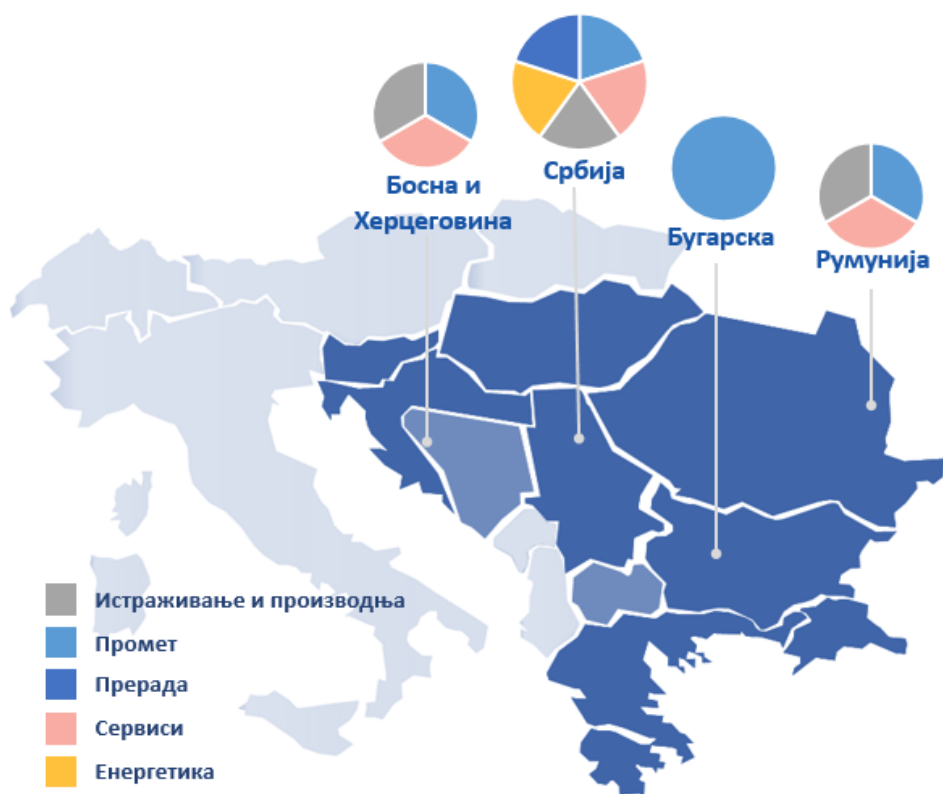 Србија
Босна и
Херцеговина
Бугарска
Румунија
Истраживање и производња
Промет
Прерада
Сервиси
Енергетика